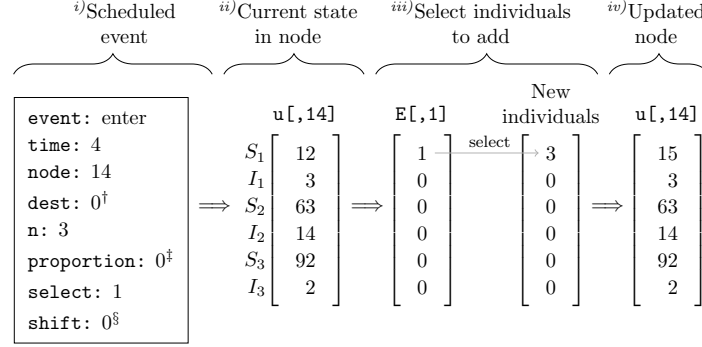 i)Scheduled event
ii)Current state in node
iii)Select individuals to add
iv)Updated node
event: enter
time: 4
node: 14
dest: 0†
n: 3
proportion: 0‡
select: 1
shift: 0§
⟹
u[,14]
S₁ 12
I₁ 3
S₂ 63
I₂ 14
S₃ 92
I₃ 2
⟹
E[,1]
1
0
0
0
0
0
select
New individuals
3
0
0
0
0
0
⟹
u[,14]
15
3
63
14
92
2